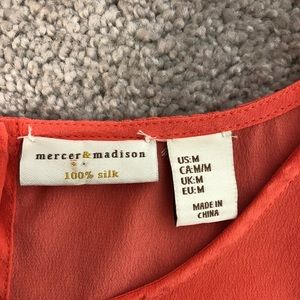 mercer&madison
100% silk
US:M
CA:M/M
UK:M
EU:M
MADE IN
CHINA